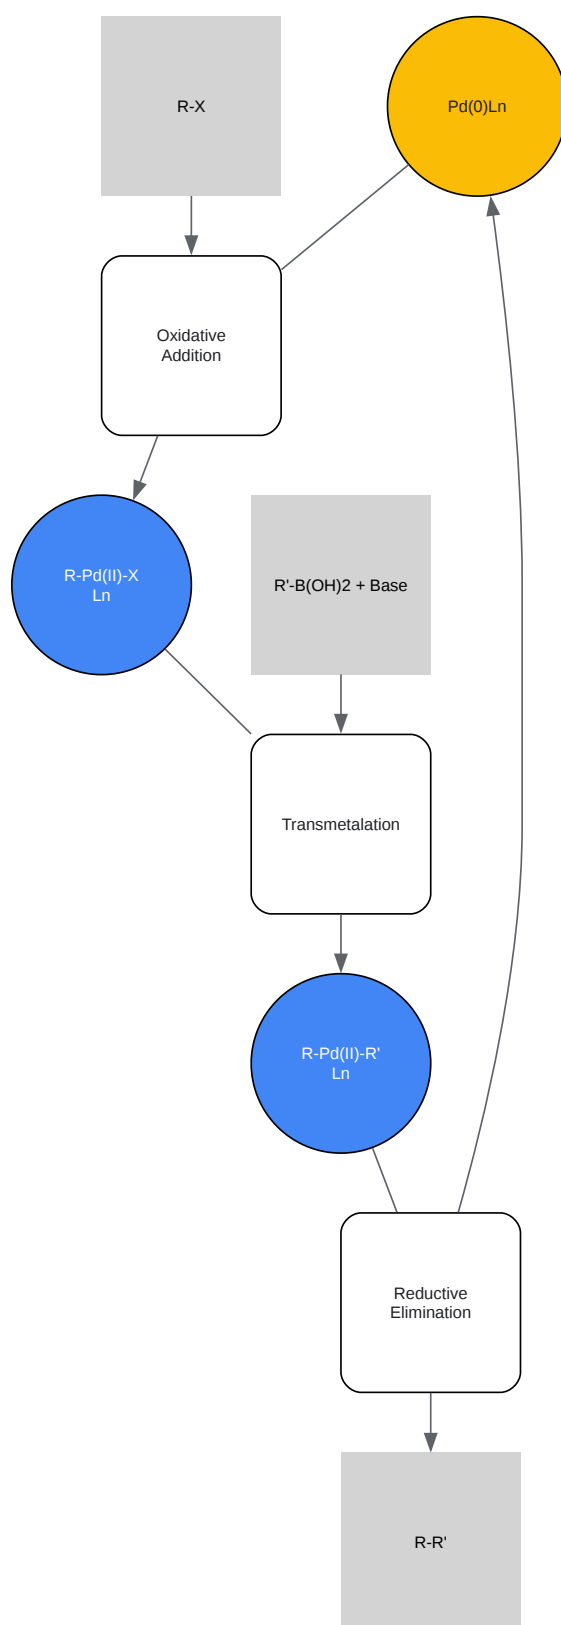 R-X
Pd(0)Ln
Oxidative
Addition
R-Pd(II)-X
Ln
R'-B(OH)2 + Base
Transmetalation
R-Pd(II)-R'
Ln
Reductive
Elimination
R-R'